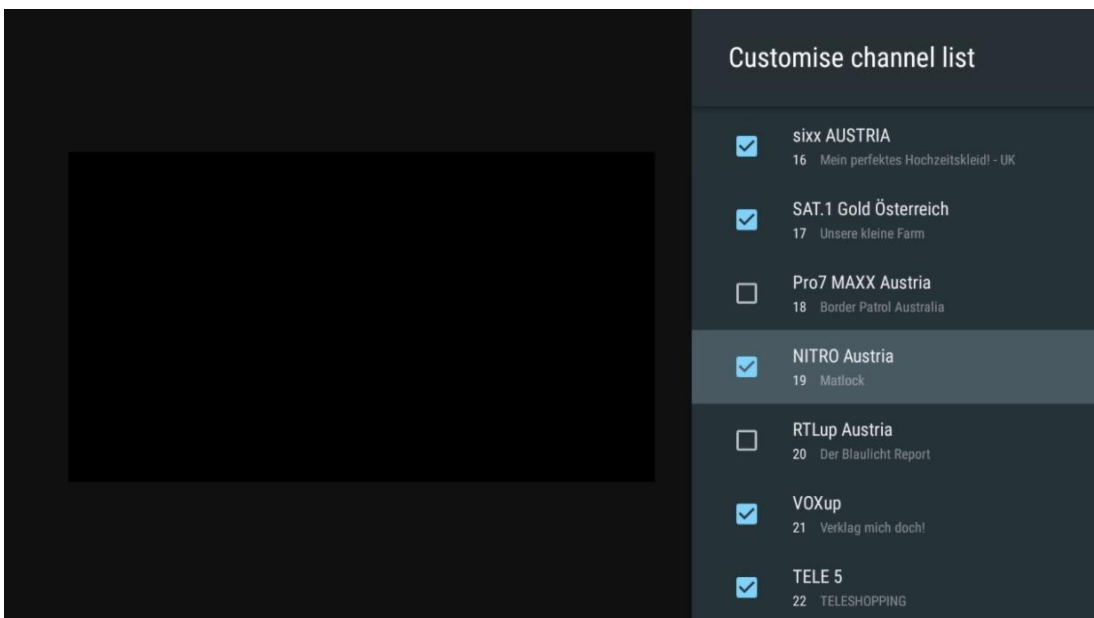 Customise channel list
sixx AUSTRIA
16 Mein perfektes Hochzeitskleid! - UK
SAT.1 Gold Österreich
17 Unsere kleine Farm
Pro7 MAXX Austria
18 Border Patrol Australia
NITRO Austria
19 Matlock
RTLup Austria
20 Der Blaulicht Report
VOXup
21 Verklag mich doch!
TELE 5
22 TELESHOPPING